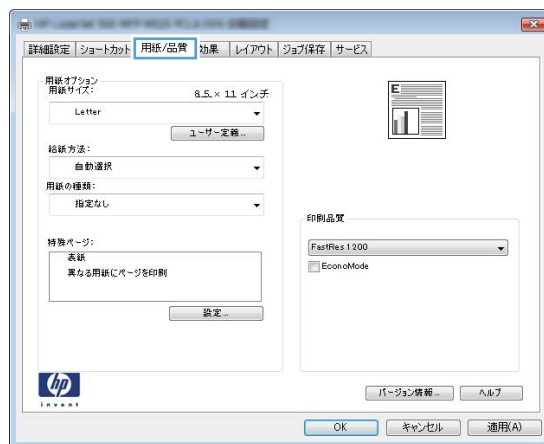 詳細設定 ショートカット 用紙/品質 効果 レイアウト ジョブ保存 サービス
用紙オプション
用紙サイズ: 8.5 × 11 インチ
Letter
ユーザー定義...
給紙方法:
自動選択
用紙の種類:
指定なし
特殊ページ:
表紙
異なる用紙にページを印刷
設定...
E
印刷品質
FastRes 1200
EconoMode
hp
invent
バージョン情報... ヘルプ
OK キャンセル 適用(A)